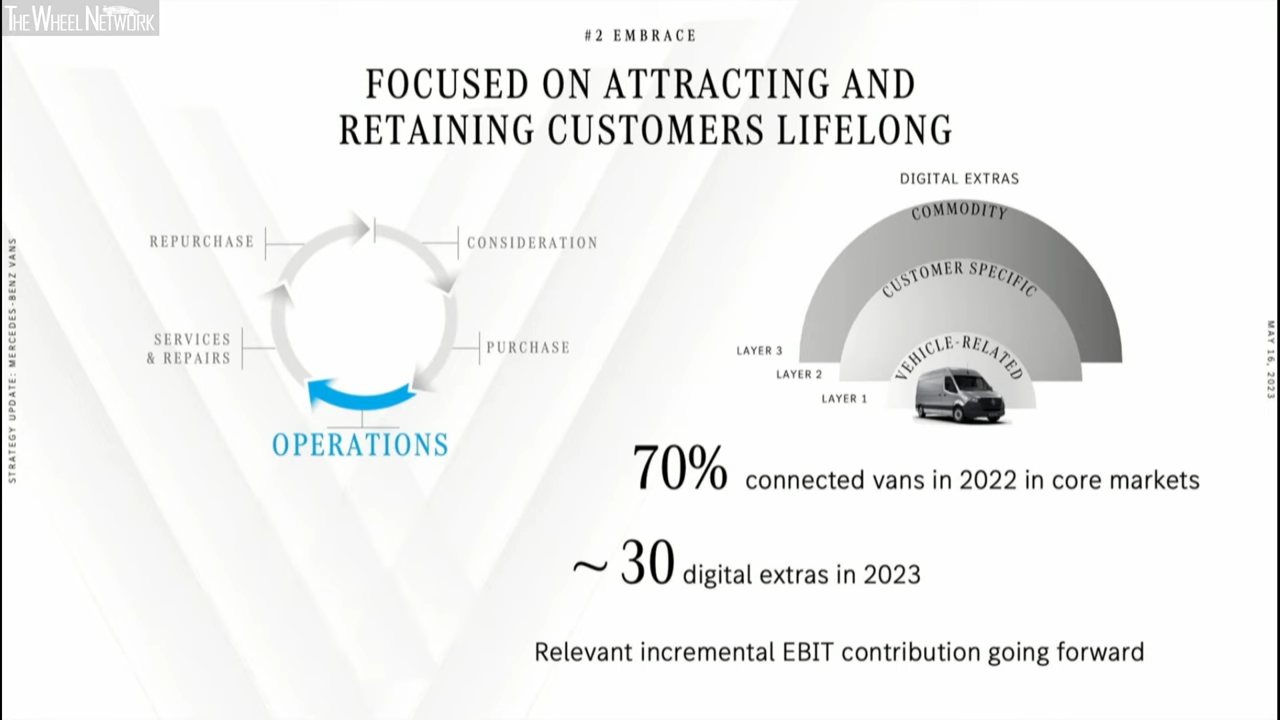 THE WHEEL NETWORK
#2 EMBRACE
FOCUSED ON ATTRACTING AND
RETAINING CUSTOMERS LIFELONG
STRATEGY UPDATE: MERCEDES-BENZ VANS
REPURCHASE
CONSIDERATION
SERVICES
& REPAIRS
PURCHASE
OPERATIONS
DIGITAL EXTRAS
COMMODITY
CUSTOMER SPECIFIC
VEHICLE-RELATED
LAYER 3
LAYER 2
LAYER 1
70% connected vans in 2022 in core markets
~ 30 digital extras in 2023
Relevant incremental EBIT contribution going forward
MAY 16, 2023